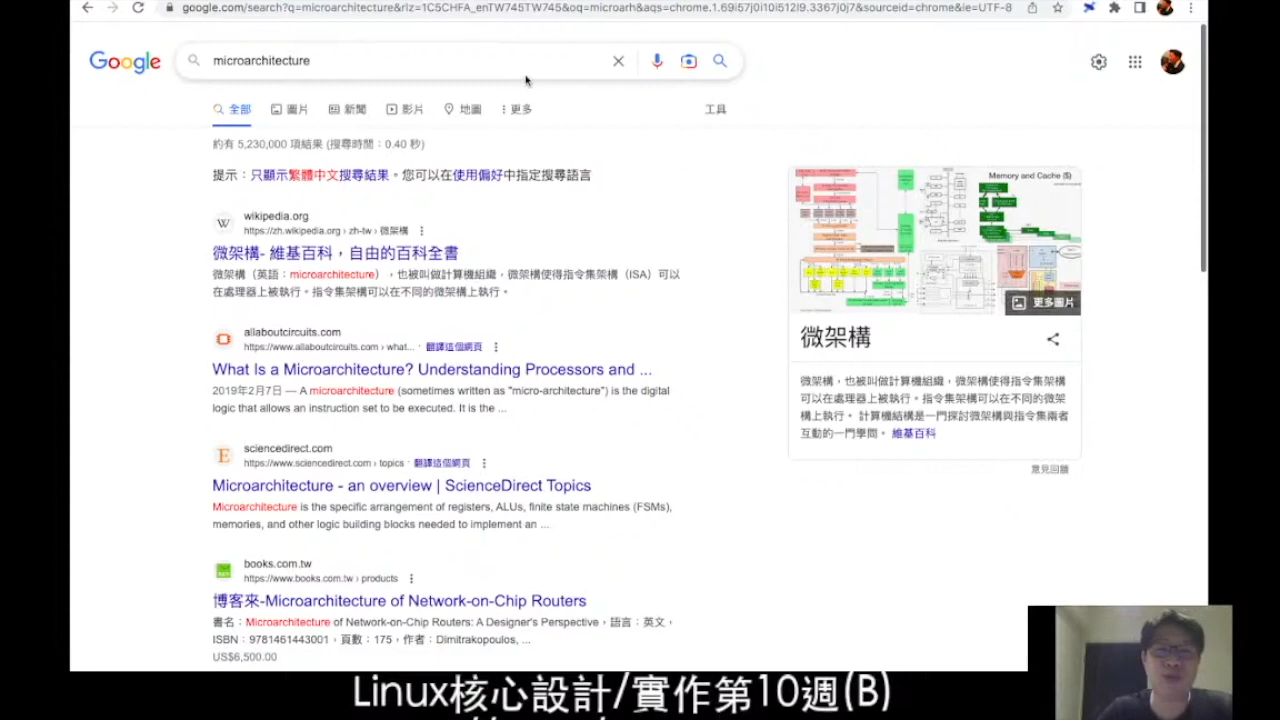 google.com/search?q=microarchitecture&rlz=1C5CHFA_enTW745TW745&oq=microarh&aqs=chrome.1.69i57j0i10i512l9.3367j0j7&sourceid=chrome&ie=UTF-8
Google
microarchitecture
全部 圖片 新聞 影片 地圖 更多 工具
約有 5,230,000 項結果 (搜尋時間：0.40 秒)
提示：只顯示繁體中文搜尋結果。您可以在使用偏好中指定搜尋語言
W wikipedia.org
https://zh.wikipedia.org › zh-tw › 微架構
微架構- 維基百科，自由的百科全書
微架構（英語：microarchitecture），也被叫做計算機組織，微架構使得指令集架構（ISA）可以
在處理器上被執行。指令集架構可以在不同的微架構上執行。
allaboutcircuits.com
https://www.allaboutcircuits.com › what... · 翻譯這個網頁
What Is a Microarchitecture? Understanding Processors and ...
2019年2月7日 — A microarchitecture (sometimes written as "micro-architecture") is the digital
logic that allows an instruction set to be executed. It is the ...
E sciencedirect.com
https://www.sciencedirect.com › topics · 翻譯這個網頁
Microarchitecture - an overview | ScienceDirect Topics
Microarchitecture is the specific arrangement of registers, ALUs, finite state machines (FSMs),
memories, and other logic building blocks needed to implement an ...
books.com.tw
https://www.books.com.tw › products
博客來-Microarchitecture of Network-on-Chip Routers
書名：Microarchitecture of Network-on-Chip Routers: A Designer's Perspective，語言：英文，
ISBN：9781461443001，頁數：175，作者：Dimitrakopoulos, ...
US$6,500.00
Memory and Cache ($)
更多圖片
微架構
微架構，也被叫做計算機組織，微架構使得指令集架構
可以在處理器上被執行。指令集架構可以在不同的微架
構上執行。 計算機結構是一門探討微架構與指令集兩者
互動的一門學問。 維基百科
意見回饋
Linux核心設計/實作第10週(B)